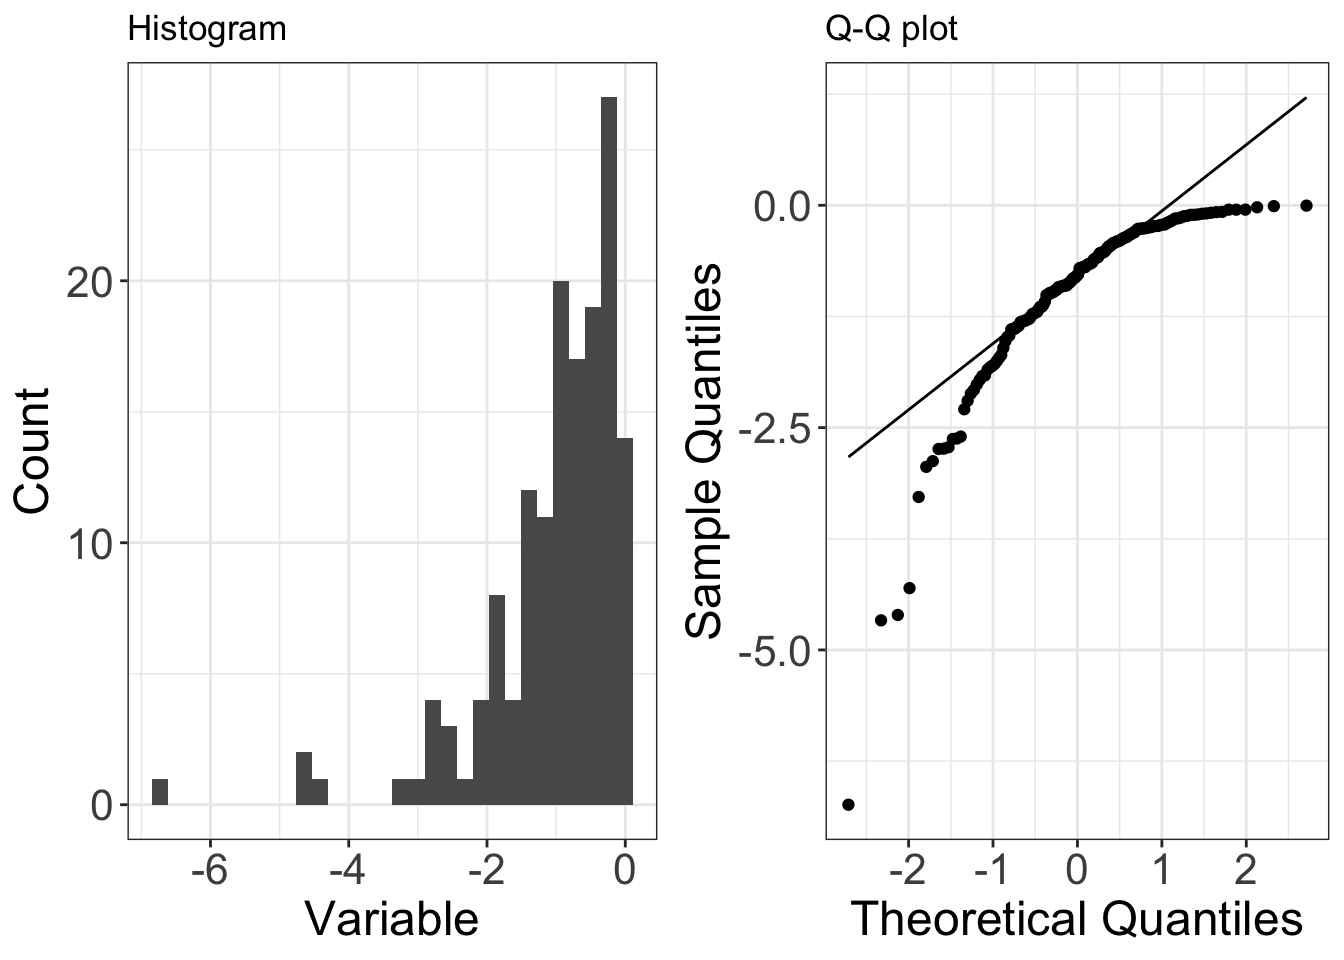 Histogram
Count
20
10
0
-6 -4 -2 0
Variable
Q-Q plot
Sample Quantiles
0.0
-2.5
-5.0
-2 -1 0 1 2
Theoretical Quantiles